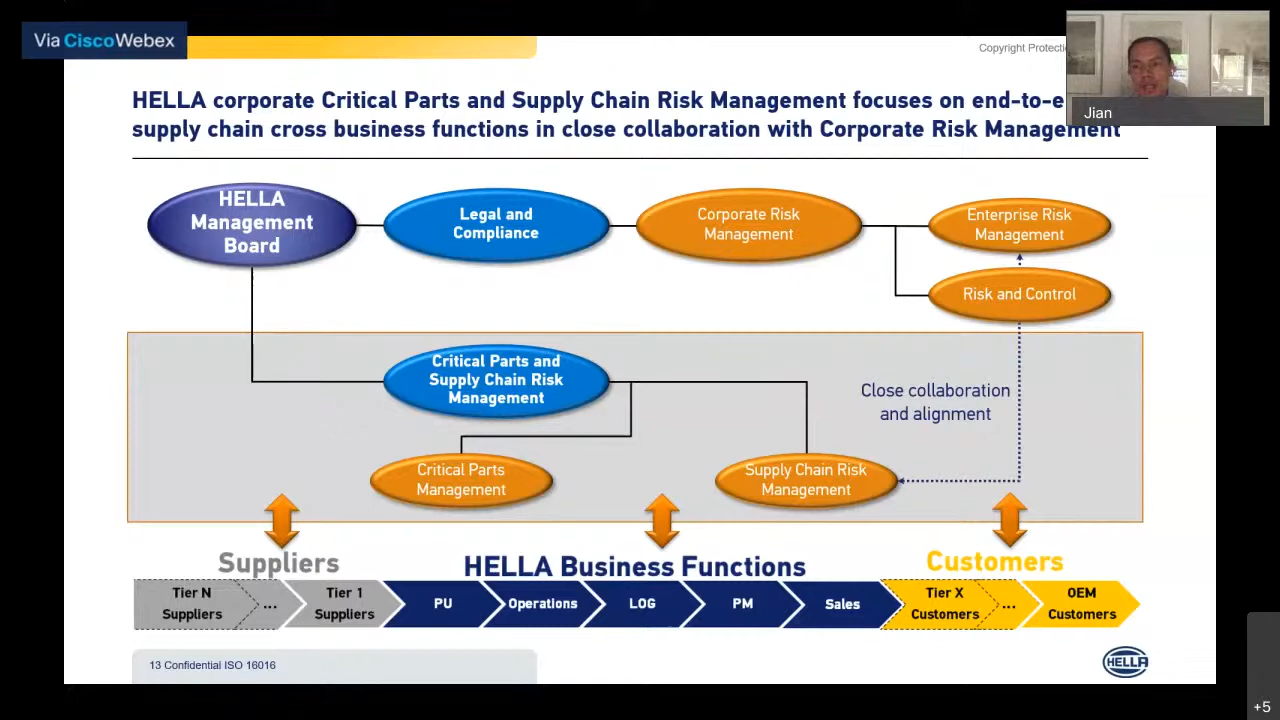 Via CiscoWebex
Copyright Protecti
Jian
HELLA corporate Critical Parts and Supply Chain Risk Management focuses on end-to-e
supply chain cross business functions in close collaboration with Corporate Risk Management
HELLA
Management
Board
Legal and
Compliance
Corporate Risk
Management
Enterprise Risk
Management
Risk and Control
Critical Parts and
Supply Chain Risk
Management
Close collaboration
and alignment
Critical Parts
Management
Supply Chain Risk
Management
Suppliers
HELLA Business Functions
Customers
Tier N
Suppliers
...
Tier 1
Suppliers
PU
Operations
LOG
PM
Sales
Tier X
Customers
...
OEM
Customers
13 Confidential ISO 16016
HELLA
+5